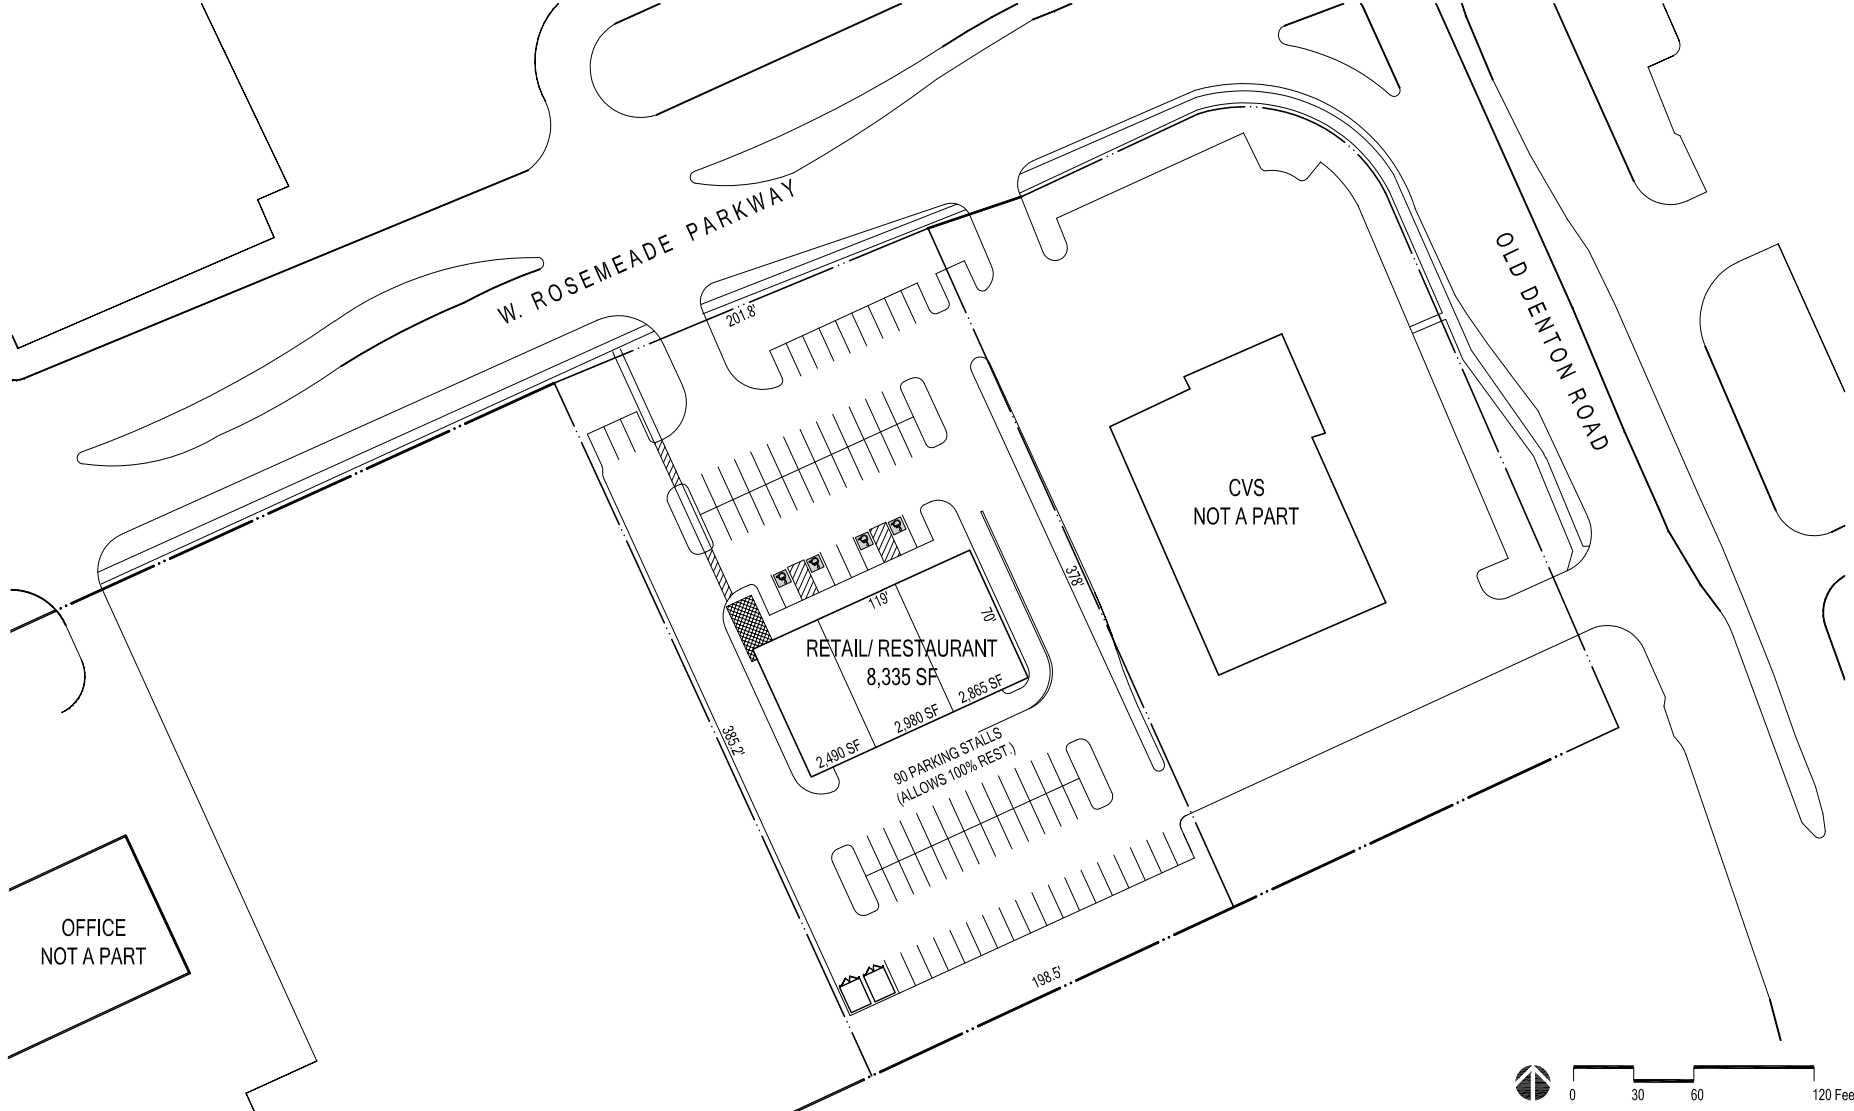 W. ROSEMEADE PARKWAY
OLD DENTON ROAD
201.8'
CVS
NOT A PART
378'
119'
70'
RETAIL/ RESTAURANT
8,335 SF
2,865 SF
2,980 SF
2,490 SF
385.2'
90 PARKING STALLS
(ALLOWS 100% REST.)
OFFICE
NOT A PART
198.5'
0 30 60 120 Fee